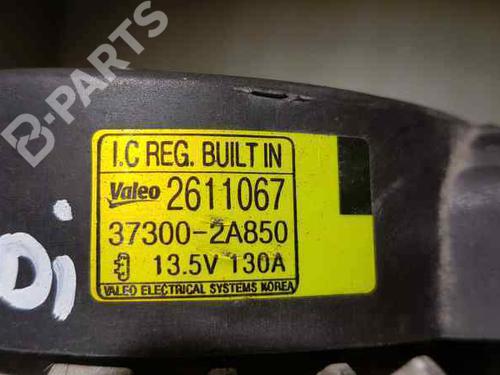 B-PARTS
I.C REG. BUILT IN
Valeo 2611067
37300-2A850
13.5V 130A
VALEO ELECTRICAL SYSTEMS KOREA
Di